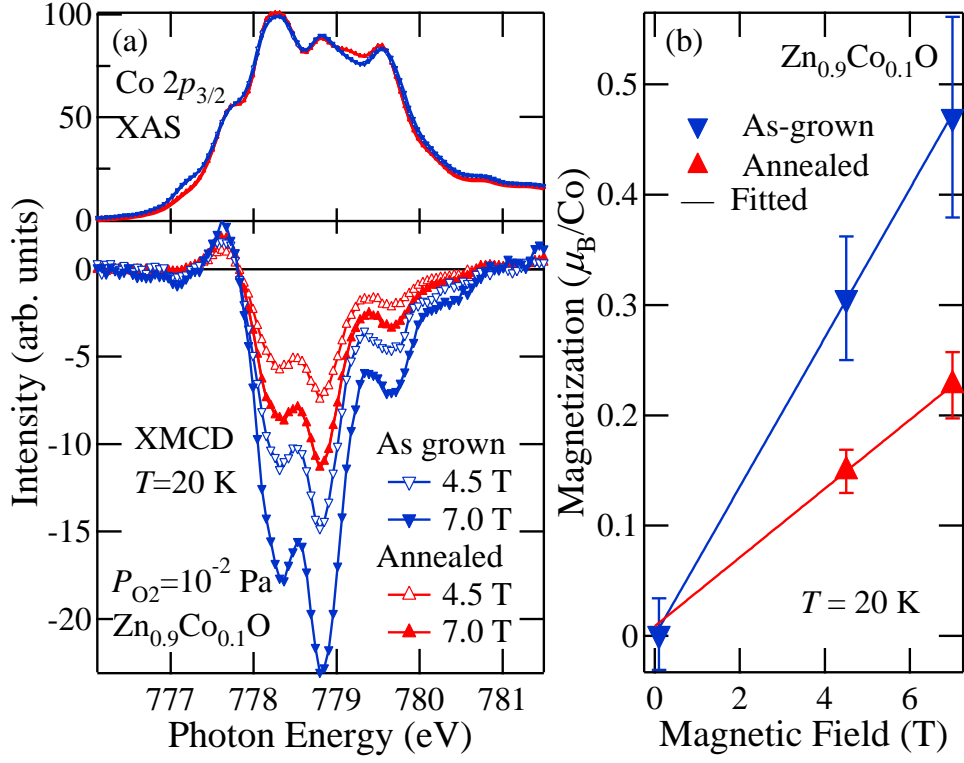 (a)
Co 2p3/2
XAS
100
50
0
0
-5
-10
-15
-20
Intensity (arb. units)
XMCD
T=20 K
PO2=10-2 Pa
Zn0.9Co0.1O
As grown
4.5 T
7.0 T
Annealed
4.5 T
7.0 T
777
778
779
780
781
Photon Energy (eV)
(b)
Zn0.9Co0.1O
As-grown
Annealed
Fitted
0.5
0.4
0.3
0.2
0.1
0
Magnetization (μB/Co)
T = 20 K
0
2
4
6
Magnetic Field (T)